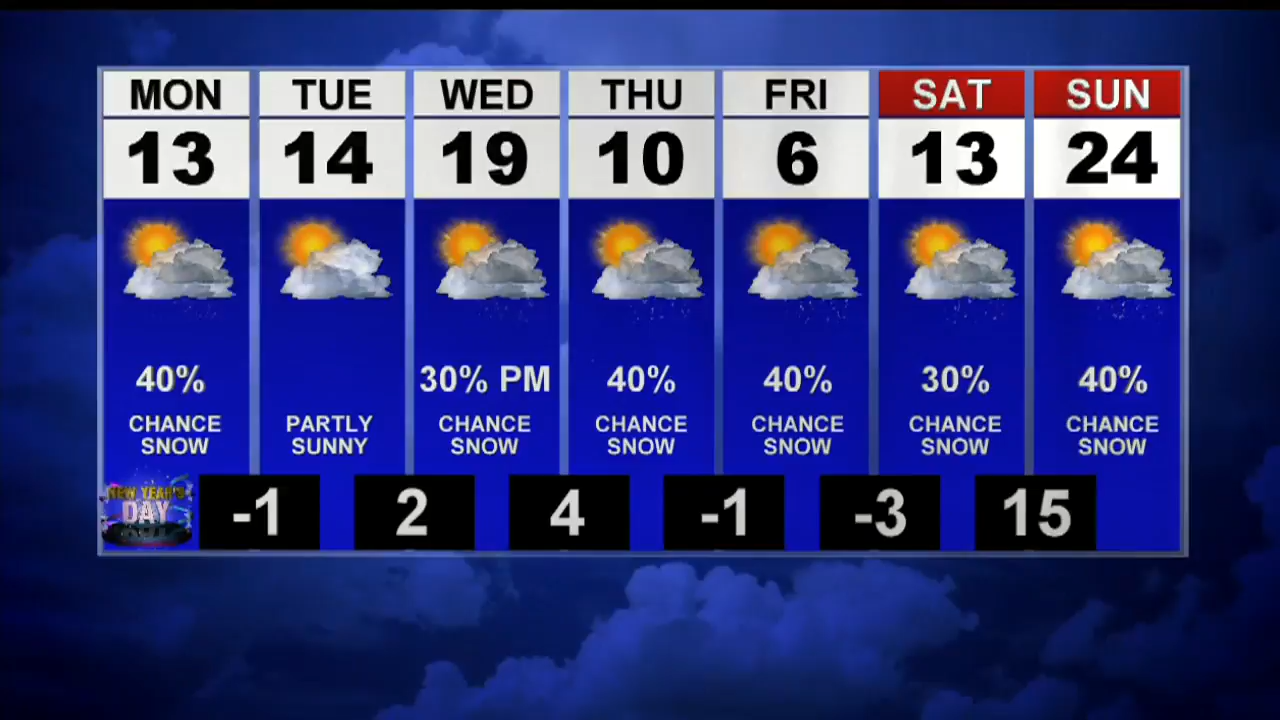 MON TUE WED THU FRI SAT SUN
13 14 19 10 6 13 24
40% 30% PM 40% 40% 30% 40%
CHANCE PARTLY CHANCE CHANCE CHANCE CHANCE CHANCE
SNOW SUNNY SNOW SNOW SNOW SNOW SNOW
NEW YEAR'S
DAY
-1 2 4 -1 -3 15